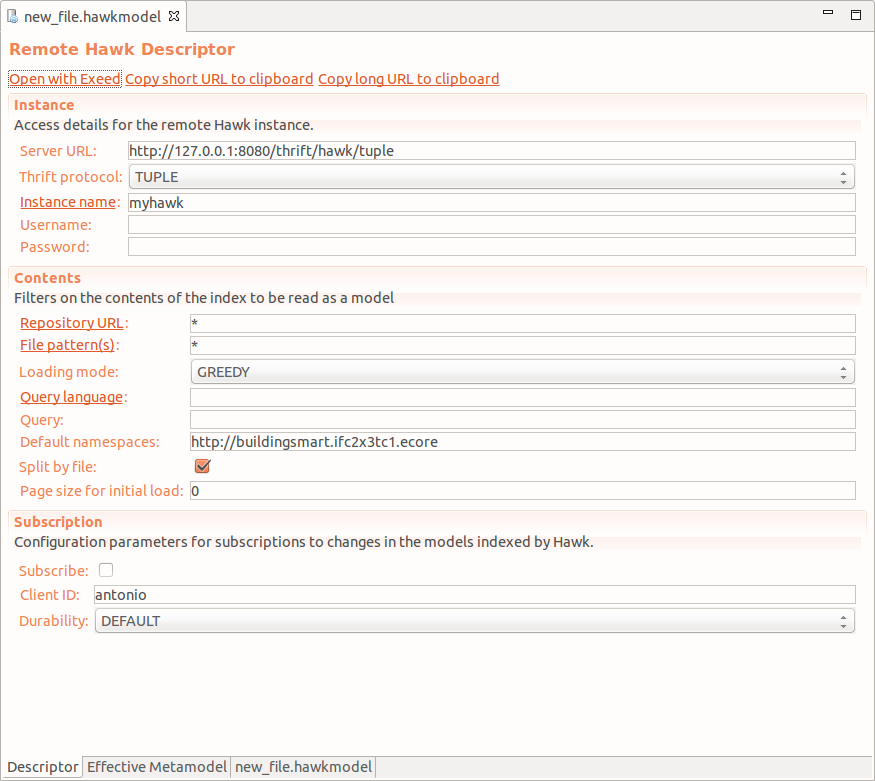 new_file.hawkmodel
Remote Hawk Descriptor
Open with Exeed Copy short URL to clipboard Copy long URL to clipboard
Instance
Access details for the remote Hawk instance.
Server URL: http://127.0.0.1:8080/thrift/hawk/tuple
Thrift protocol: TUPLE
Instance name: myhawk
Username:
Password:
Contents
Filters on the contents of the index to be read as a model
Repository URL: *
File pattern(s): *
Loading mode: GREEDY
Query language:
Query:
Default namespaces: http://buildingsmart.ifc2x3tc1.ecore
Split by file:
Page size for initial load: 0
Subscription
Configuration parameters for subscriptions to changes in the models indexed by Hawk.
Subscribe:
Client ID: antonio
Durability: DEFAULT
Descriptor Effective Metamodel new_file.hawkmodel